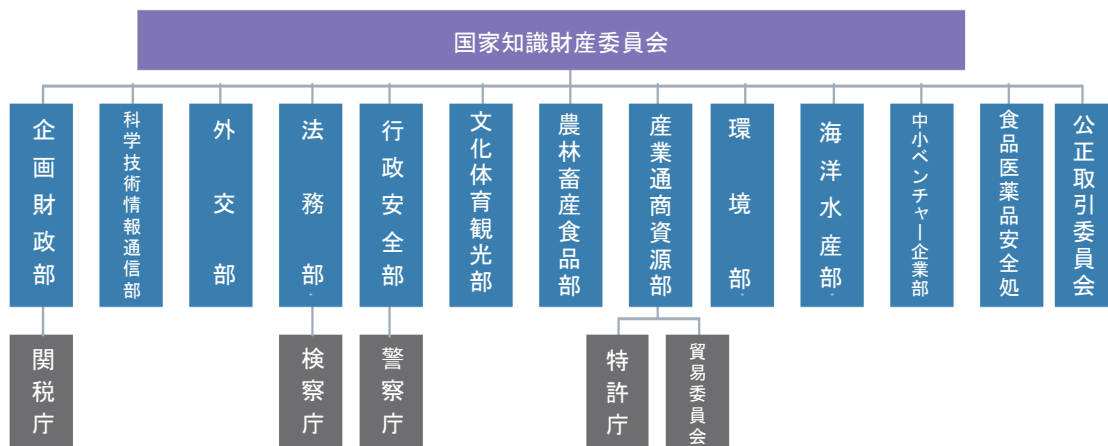 国家知識財産委員会
企画財政部
科学技術情報通信部
外交部
法務部
行政安全部
文化体育観光部
農林畜産食品部
産業通商資源部
環境部
海洋水産部
中小ベンチャー企業部
食品医薬品安全処
公正取引委員会
関税庁
検察庁
警察庁
特許庁
貿易委員会